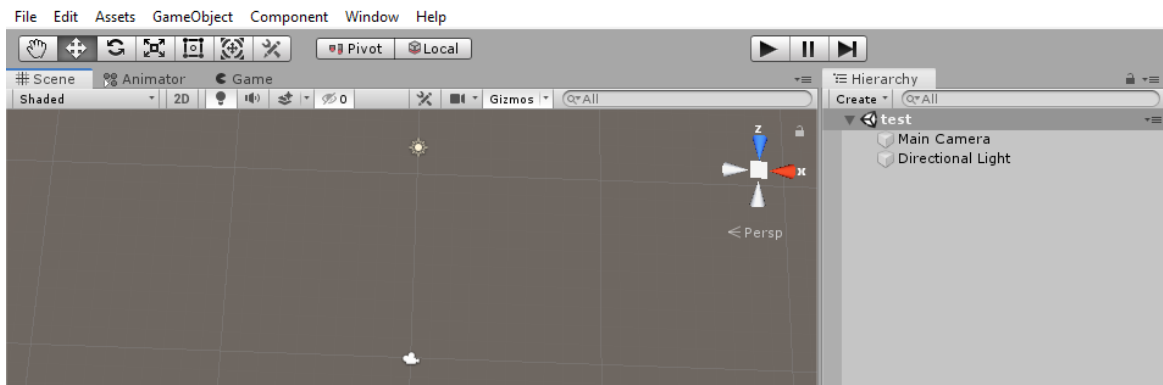 File Edit Assets GameObject Component Window Help
Pivot Local
Scene Animator Game
Hierarchy
Shaded 2D 0 Gizmos All
Create All
test
Main Camera
Directional Light
z
x
Persp